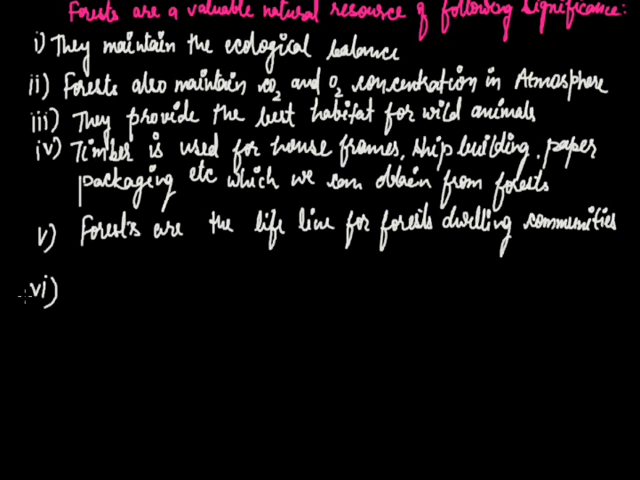 Forests are a valuable natural resource of following significance:
i) They maintain the ecological balance
ii) Forests also maintain CO2 and O2 concentration in Atmosphere
iii) They provide the best habitat for wild animals
iv) Timber is used for house frames, ship building, paper
packaging etc which we can obtain from forests
v) Forests are the life line for forests dwelling communities
vi)